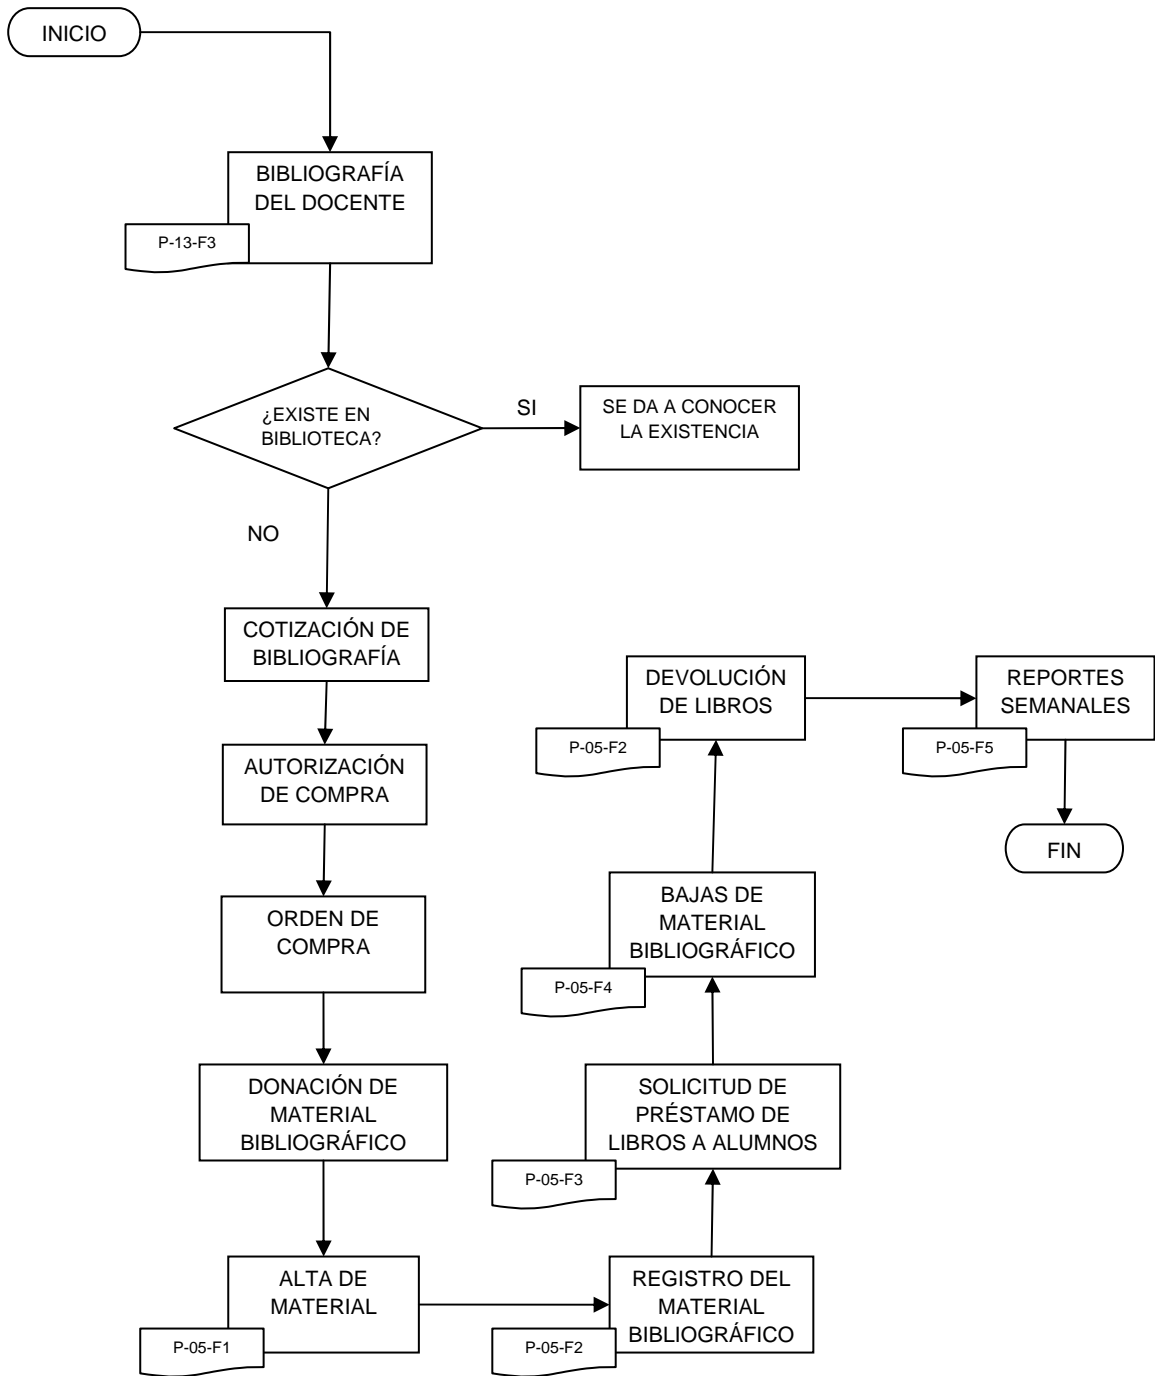 INICIO
BIBLIOGRAFÍA
DEL DOCENTE
P-13-F3
¿EXISTE EN
BIBLIOTECA?
SI
SE DA A CONOCER
LA EXISTENCIA
NO
COTIZACIÓN DE
BIBLIOGRAFÍA
AUTORIZACIÓN
DE COMPRA
ORDEN DE
COMPRA
DONACIÓN DE
MATERIAL
BIBLIOGRÁFICO
ALTA DE
MATERIAL
P-05-F1
REGISTRO DEL
MATERIAL
BIBLIOGRÁFICO
P-05-F2
SOLICITUD DE
PRÉSTAMO DE
LIBROS A ALUMNOS
P-05-F3
BAJAS DE
MATERIAL
BIBLIOGRÁFICO
P-05-F4
DEVOLUCIÓN
DE LIBROS
P-05-F2
REPORTES
SEMANALES
P-05-F5
FIN